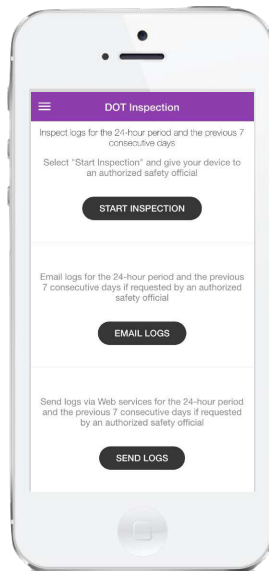 DOT Inspection
Inspect logs for the 24-hour period and the previous 7
consecutive days
Select "Start Inspection" and give your device to
an authorized safety official
START INSPECTION
Email logs for the 24-hour period and the previous
7 consecutive days if requested by an authorized
safety official
EMAIL LOGS
Send logs via Web services for the 24-hour period
and the previous 7 consecutive days if requested
by an authorized safety official
SEND LOGS